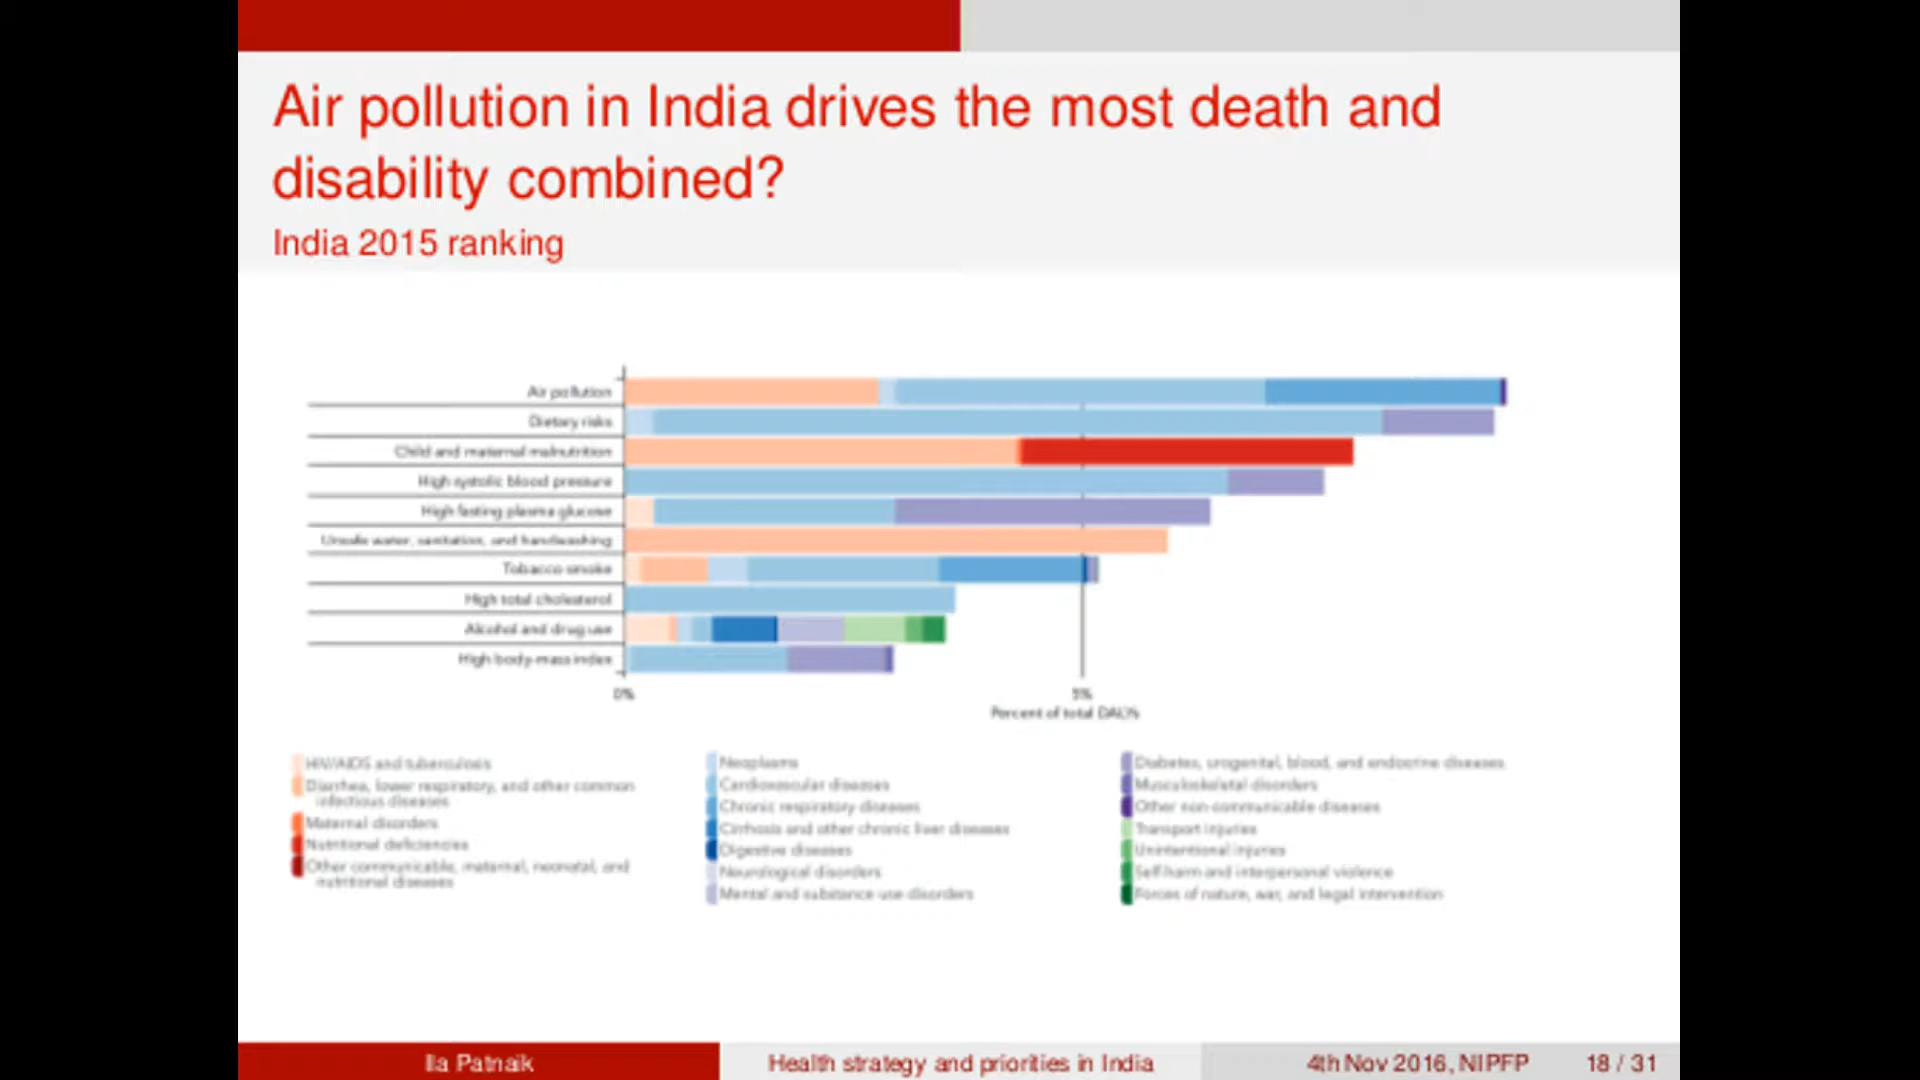 Air pollution in India drives the most death and
disability combined?
India 2015 ranking
Air pollution
Dietary risks
Child and maternal malnutrition
High systolic blood pressure
High fasting plasma glucose
Unsafe water, sanitation, and handwashing
Tobacco smoke
High total cholesterol
Alcohol and drug use
High body-mass index
0%
5%
Percent of total DALYs
HIV/AIDS and tuberculosis
Diarrhea, lower respiratory, and other common
infectious diseases
Maternal disorders
Nutritional deficiencies
Other communicable, maternal, neonatal, and
nutritional diseases
Neoplasms
Cardiovascular diseases
Chronic respiratory diseases
Cirrhosis and other chronic liver diseases
Digestive diseases
Neurological disorders
Mental and substance use disorders
Diabetes, urogenital, blood, and endocrine diseases
Musculoskeletal disorders
Other non-communicable diseases
Transport injuries
Unintentional injuries
Self-harm and interpersonal violence
Forces of nature, war, and legal intervention
Ila Patnaik
Health strategy and priorities in India
4th Nov 2016, NIPFP
18 / 31